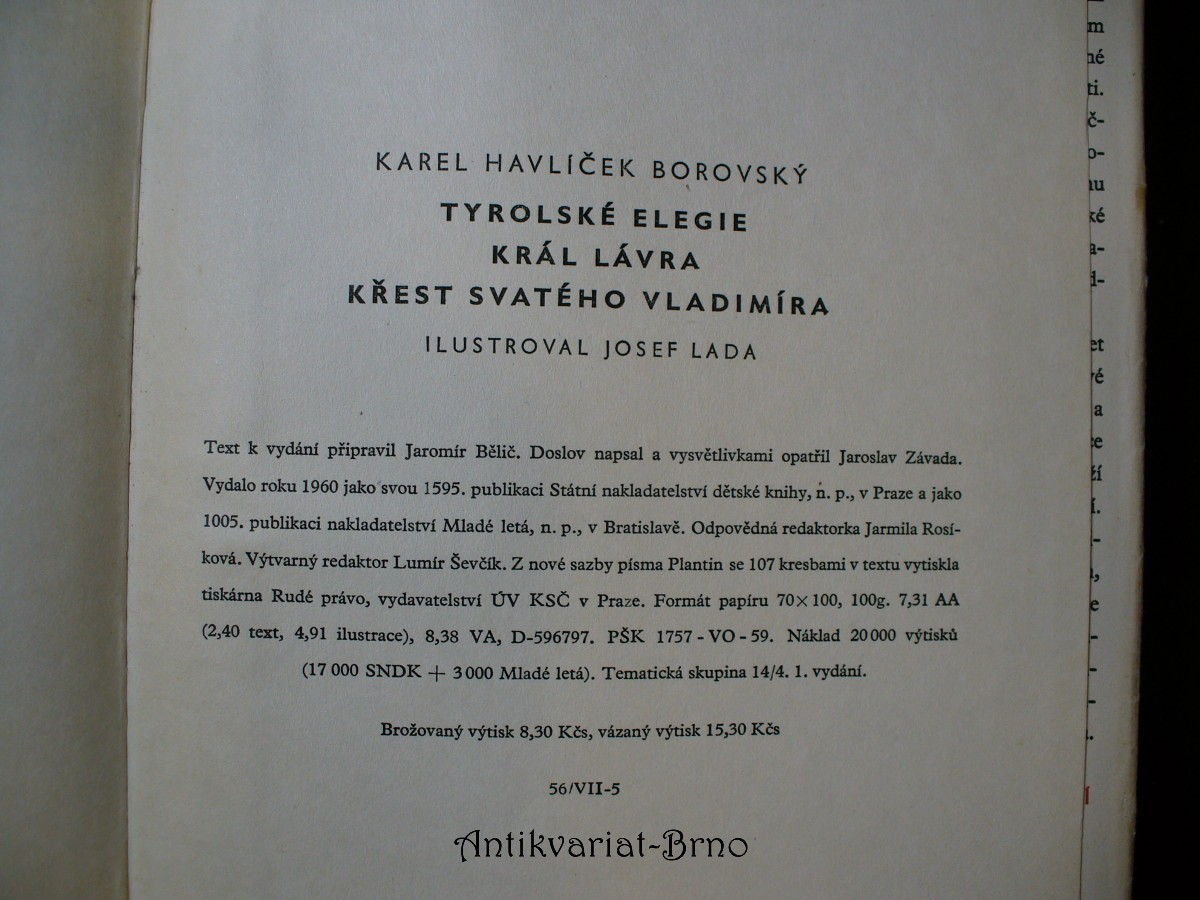 KAREL HAVLÍČEK BOROVSKÝ
TYROLSKÉ ELEGIE
KRÁL LÁVRA
KŘEST SVATÉHO VLADIMÍRA
ILUSTROVAL JOSEF LADA
Text k vydání připravil Jaromír Bělič. Doslov napsal a vysvětlivkami opatřil Jaroslav Závada.
Vydalo roku 1960 jako svou 1595. publikaci Státní nakladatelství dětské knihy, n. p., v Praze a jako
1005. publikaci nakladatelství Mladé letá, n. p., v Bratislavě. Odpovědná redaktorka Jarmila Rosí-
ková. Výtvarný redaktor Lumír Ševčík. Z nové sazby písma Plantin se 107 kresbami v textu vytiskla
tiskárna Rudé právo, vydavatelství ÚV KSČ v Praze. Formát papíru 70×100, 100g. 7,31 AA
(2,40 text, 4,91 ilustrace), 8,38 VA, D-596797. PŠK 1757 - VO - 59. Náklad 20 000 výtisků
(17 000 SNDK + 3 000 Mladé letá). Tematická skupina 14/4. 1. vydání.
Brožovaný výtisk 8,30 Kčs, vázaný výtisk 15,30 Kčs
56/VII-5
Antikvariat-Brno